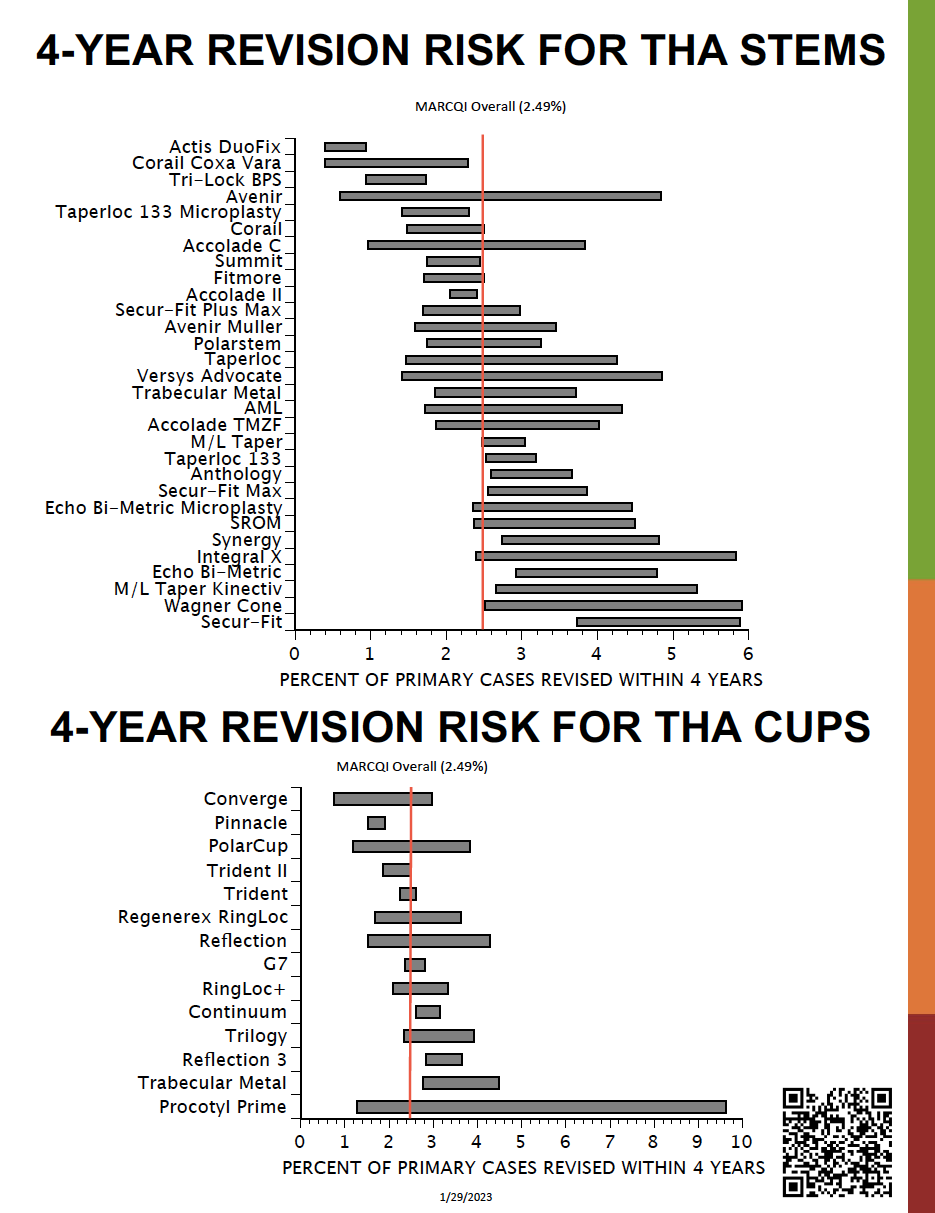 4-YEAR REVISION RISK FOR THA STEMS
MARCQI Overall (2.49%)
Actis DuoFix
Corail Coxa Vara
Tri-Lock BPS
Avenir
Taperloc 133 Microplasty
Corail
Accolade C
Summit
Fitmore
Accolade II
Secur-Fit Plus Max
Avenir Muller
Polarstem
Taperloc
Versys Advocate
Trabecular Metal
AML
Accolade TMZF
M/L Taper
Taperloc 133
Anthology
Secur-Fit Max
Echo Bi-Metric Microplasty
SROM
Synergy
Integral X
Echo Bi-Metric
M/L Taper Kinectiv
Wagner Cone
Secur-Fit
0 1 2 3 4 5 6
PERCENT OF PRIMARY CASES REVISED WITHIN 4 YEARS
4-YEAR REVISION RISK FOR THA CUPS
MARCQI Overall (2.49%)
Converge
Pinnacle
PolarCup
Trident II
Trident
Regenerex RingLoc
Reflection
G7
RingLoc+
Continuum
Trilogy
Reflection 3
Trabecular Metal
Procotyl Prime
0 1 2 3 4 5 6 7 8 9 10
PERCENT OF PRIMARY CASES REVISED WITHIN 4 YEARS
1/29/2023